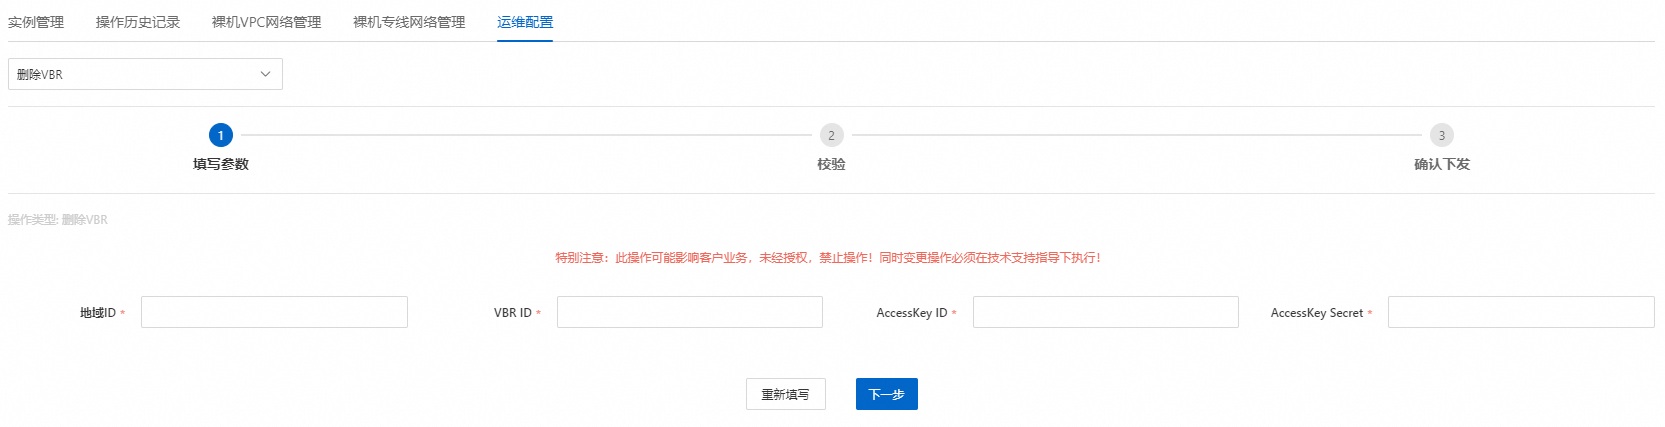 实例管理 操作历史记录 裸机VPC网络管理 裸机专线网络管理 运维配置
删除VBR
1 2 3
填写参数 校验 确认下发
操作类型: 删除VBR
特别注意：此操作可能影响客户业务，未经授权，禁止操作！同时变更操作必须在技术支持指导下执行！
地域ID * VBR ID * AccessKey ID * AccessKey Secret *
重新填写 下一步